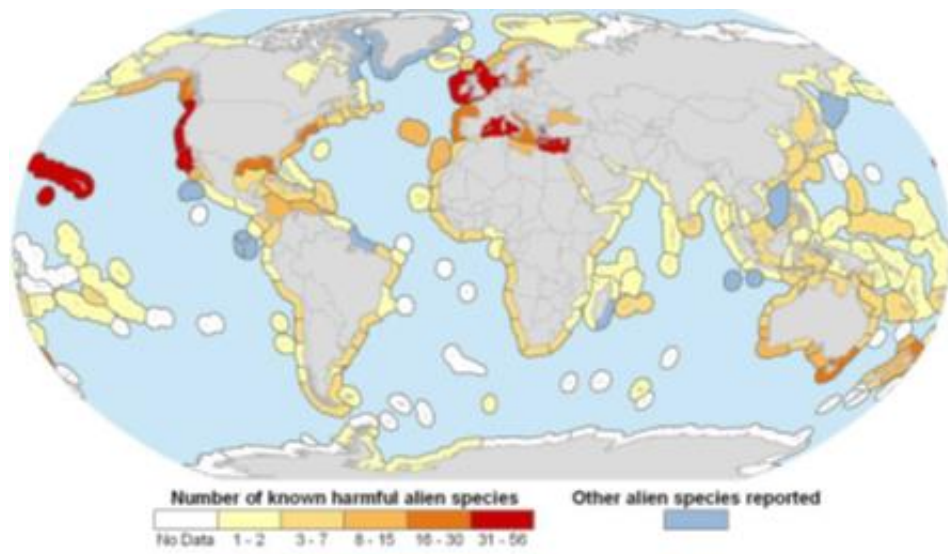 Number of known harmful alien species
Other alien species reported
No Data 1 - 2 3 - 7 8 - 15 16 - 30 31 - 56